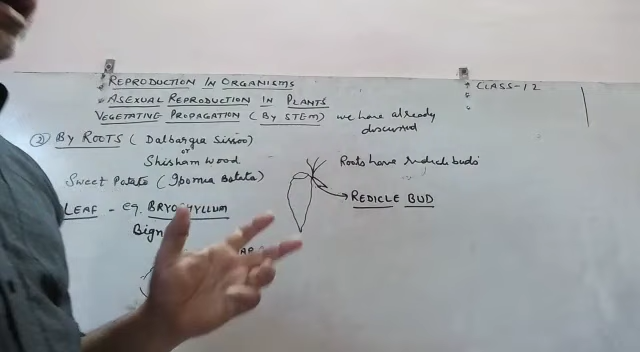 REPRODUCTION IN ORGANISMS
CLASS-12
ASEXUAL REPRODUCTION IN PLANTS
VEGETATIVE PROPAGATION (BY STEM) we have already discussed
② BY ROOTS (Dalbargia Sissoo)
or
Shisham Wood
Roots have redicle buds
Sweet Potato (Ipomia Batata)
REDICLE BUD
LEAF - eg. BRYOPHYLLUM